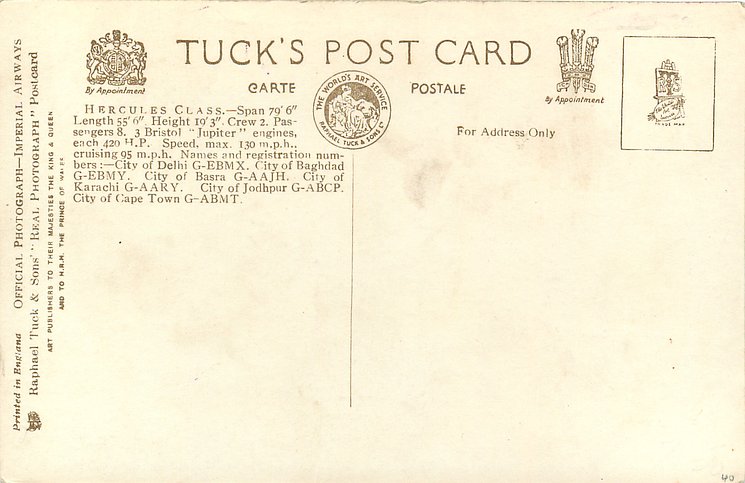 TUCK'S POST CARD
By Appointment
CARTE POSTALE
By Appointment
THE WORLD'S ART SERVICE
RAPHAEL TUCK & SONS LD
For Address Only
HERCULES CLASS.—Span 79' 6"
Length 55' 6". Height 19' 3". Crew 2. Pas-
sengers 8. 3 Bristol "Jupiter" engines,
each 420 H.P. Speed, max. 130 m.p.h.,
cruising 95 m.p.h. Names and registration num-
bers:—City of Delhi G-EBMX. City of Baghdad
G-EBMY. City of Basra G-AAJH. City of
Karachi G-AARY. City of Jodhpur G-ABCP.
City of Cape Town G-ABMT.
Printed in England OFFICIAL PHOTOGRAPH—IMPERIAL AIRWAYS
Raphael Tuck & Sons' "REAL PHOTOGRAPH" Postcard
ART PUBLISHERS TO THEIR MAJESTIES THE KING & QUEEN
AND TO H.R.H. THE PRINCE OF WALES
TRADE MARK
40